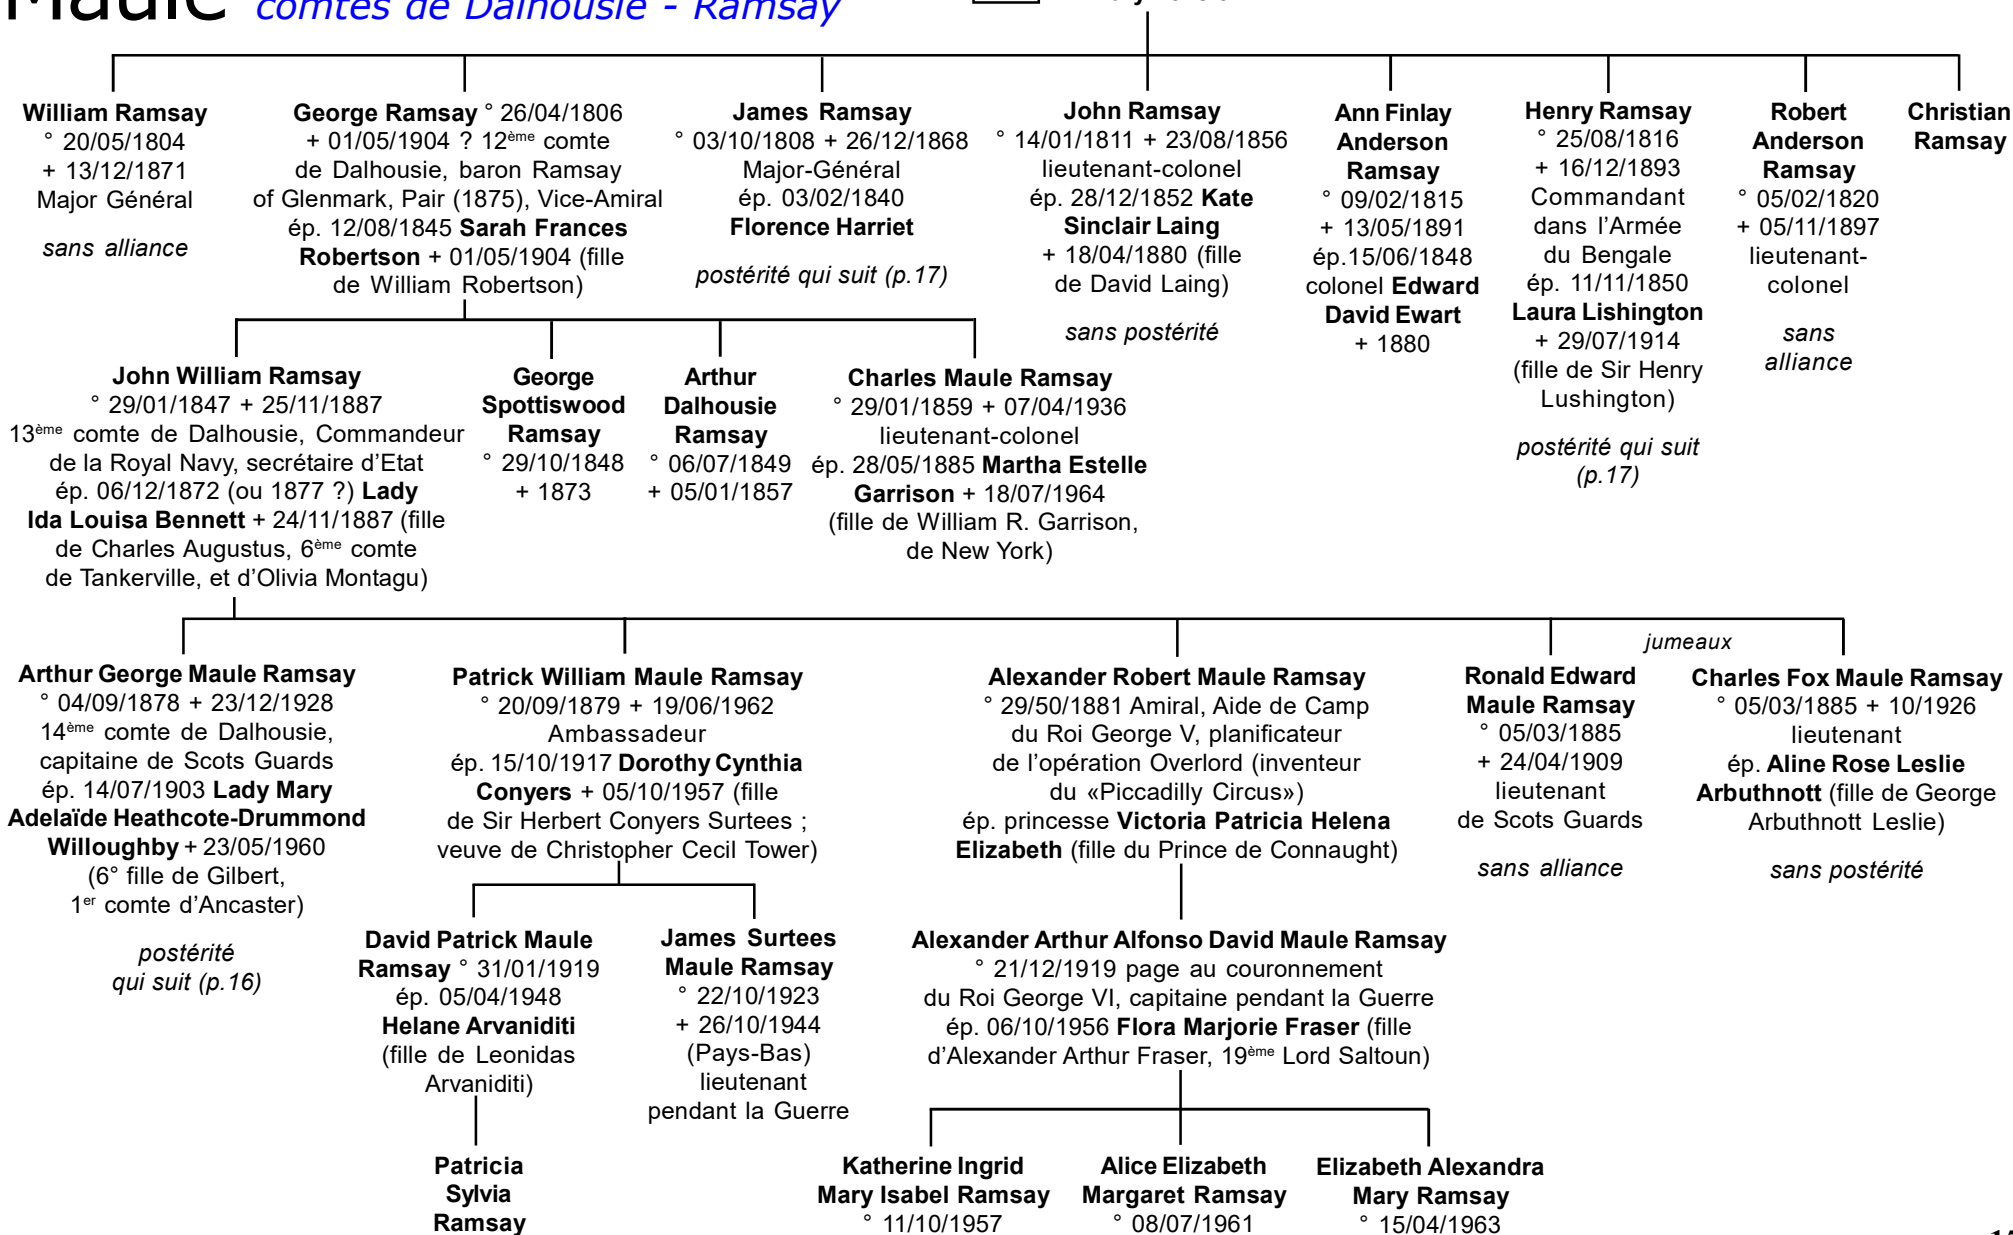 Maule comtes de Dalhousie - Ramsay
William Ramsay
° 20/05/1804
+ 13/12/1871
Major Général
sans alliance
George Ramsay ° 26/04/1806
+ 01/05/1904 ? 12ème comte
de Dalhousie, baron Ramsay
of Glenmark, Pair (1875), Vice-Amiral
ép. 12/08/1845 Sarah Frances
Robertson + 01/05/1904 (fille
de William Robertson)
James Ramsay
° 03/10/1808 + 26/12/1868
Major-Général
ép. 03/02/1840
Florence Harriet
postérité qui suit (p.17)
John Ramsay
° 14/01/1811 + 23/08/1856
lieutenant-colonel
ép. 28/12/1852 Kate
Sinclair Laing
+ 18/04/1880 (fille
de David Laing)
sans postérité
Ann Finlay
Anderson
Ramsay
° 09/02/1815
+ 13/05/1891
ép.15/06/1848
colonel Edward
David Ewart
+ 1880
Henry Ramsay
° 25/08/1816
+ 16/12/1893
Commandant
dans l’Armée
du Bengale
ép. 11/11/1850
Laura Lishington
+ 29/07/1914
(fille de Sir Henry
Lushington)
postérité qui suit
(p.17)
Robert
Anderson
Ramsay
° 05/02/1820
+ 05/11/1897
lieutenant-
colonel
sans
alliance
Christian
Ramsay
John William Ramsay
° 29/01/1847 + 25/11/1887
13ème comte de Dalhousie, Commandeur
de la Royal Navy, secrétaire d’Etat
ép. 06/12/1872 (ou 1877 ?) Lady
Ida Louisa Bennett + 24/11/1887 (fille
de Charles Augustus, 6ème comte
de Tankerville, et d’Olivia Montagu)
George
Spottiswood
Ramsay
° 29/10/1848
+ 1873
Arthur
Dalhousie
Ramsay
° 06/07/1849
+ 05/01/1857
Charles Maule Ramsay
° 29/01/1859 + 07/04/1936
lieutenant-colonel
ép. 28/05/1885 Martha Estelle
Garrison + 18/07/1964
(fille de William R. Garrison,
de New York)
jumeaux
Arthur George Maule Ramsay
° 04/09/1878 + 23/12/1928
14ème comte de Dalhousie,
capitaine de Scots Guards
ép. 14/07/1903 Lady Mary
Adelaïde Heathcote-Drummond
Willoughby + 23/05/1960
(6° fille de Gilbert,
1er comte d’Ancaster)
postérité
qui suit (p.16)
Patrick William Maule Ramsay
° 20/09/1879 + 19/06/1962
Ambassadeur
ép. 15/10/1917 Dorothy Cynthia
Conyers + 05/10/1957 (fille
de Sir Herbert Conyers Surtees ;
veuve de Christopher Cecil Tower)
Alexander Robert Maule Ramsay
° 29/50/1881 Amiral, Aide de Camp
du Roi George V, planificateur
de l’opération Overlord (inventeur
du «Piccadilly Circus»)
ép. princesse Victoria Patricia Helena
Elizabeth (fille du Prince de Connaught)
Ronald Edward
Maule Ramsay
° 05/03/1885
+ 24/04/1909
lieutenant
de Scots Guards
sans alliance
Charles Fox Maule Ramsay
° 05/03/1885 + 10/1926
lieutenant
ép. Aline Rose Leslie
Arbuthnott (fille de George
Arbuthnott Leslie)
sans postérité
David Patrick Maule
Ramsay ° 31/01/1919
ép. 05/04/1948
Helane Arvaniditi
(fille de Leonidas
Arvaniditi)
James Surtees
Maule Ramsay
° 22/10/1923
+ 26/10/1944
(Pays-Bas)
lieutenant
pendant la Guerre
Alexander Arthur Alfonso David Maule Ramsay
° 21/12/1919 page au couronnement
du Roi George VI, capitaine pendant la Guerre
ép. 06/10/1956 Flora Marjorie Fraser (fille
d’Alexander Arthur Fraser, 19ème Lord Saltoun)
Patricia
Sylvia
Ramsay
Katherine Ingrid
Mary Isabel Ramsay
° 11/10/1957
Alice Elizabeth
Margaret Ramsay
° 08/07/1961
Elizabeth Alexandra
Mary Ramsay
° 15/04/1963